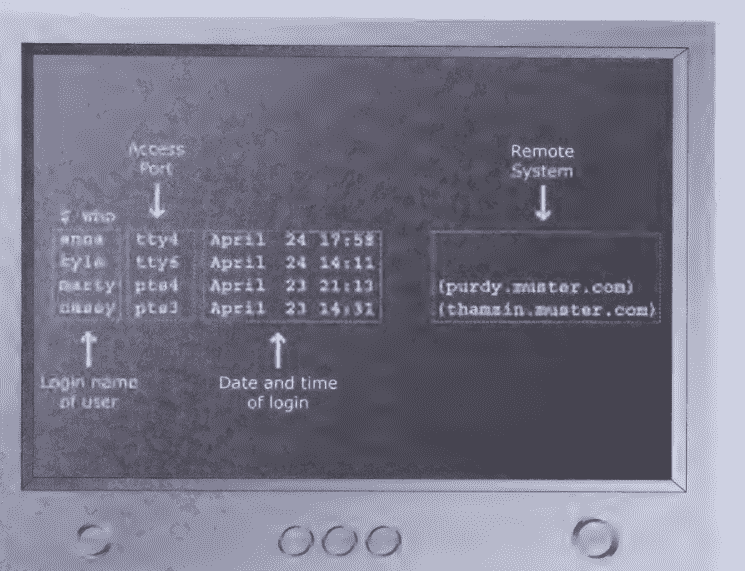 Access
Port
Remote
System
$ who
anna tty4 April 24 17:58
kyle tty6 April 24 14:11
marty pts4 April 23 21:13 (purdy.muster.com)
pts3 April 23 14:31 (thamzin.muster.com)
Login name
of user
Date and time
of login